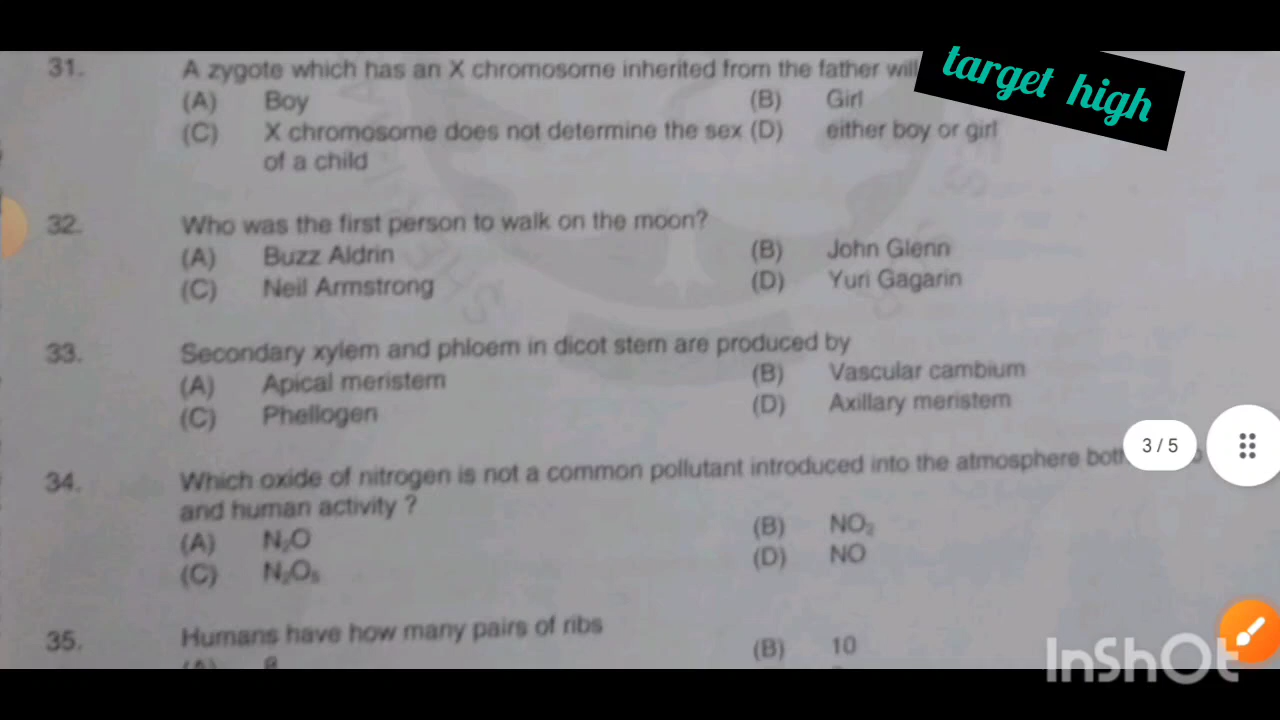 target high
31. A zygote which has an X chromosome inherited from the father will
(A) Boy (B) Girl
(C) X chromosome does not determine the sex (D) either boy or girl
of a child
32. Who was the first person to walk on the moon?
(A) Buzz Aldrin (B) John Glenn
(C) Neil Armstrong (D) Yuri Gagarin
33. Secondary xylem and phloem in dicot stem are produced by
(A) Apical meristem (B) Vascular cambium
(C) Phellogen (D) Axillary meristem
3 / 5
34. Which oxide of nitrogen is not a common pollutant introduced into the atmosphere
and human activity ?
(A) N₂O (B) NO₂
(C) N₂O₅ (D) NO
35. Humans have how many pairs of ribs
(A) 8 (B) 10
InShOt